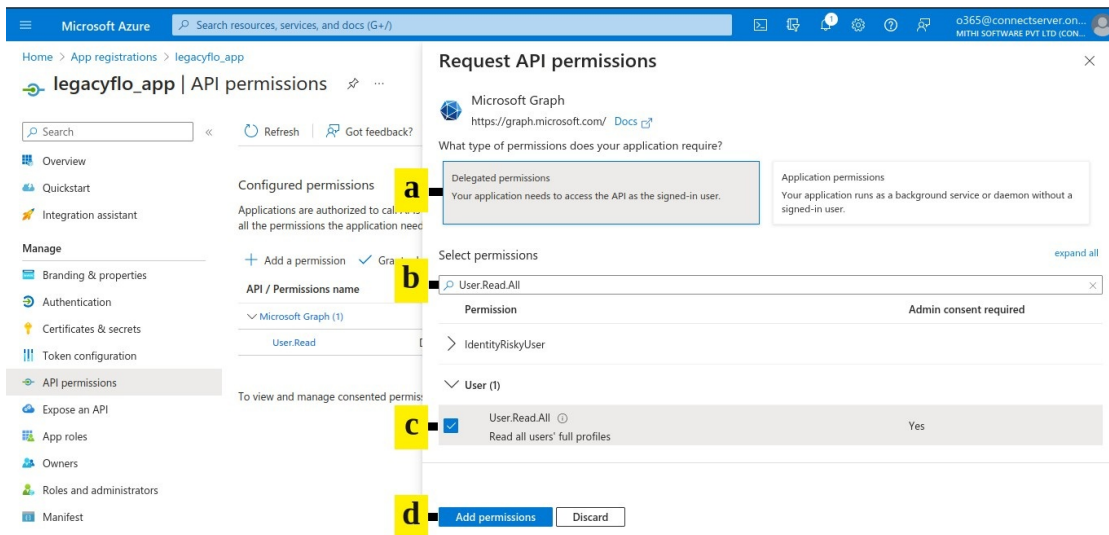 Microsoft Azure
Search resources, services, and docs (G+/)
1
o365@connectserver.on...
MITHI SOFTWARE PVT LTD (CON...
Home > App registrations > legacyflo_app
legacyflo_app | API permissions
Search
Overview
Quickstart
Integration assistant
Manage
Branding & properties
Authentication
Certificates & secrets
Token configuration
API permissions
Expose an API
App roles
Owners
Roles and administrators
Manifest
Refresh
Got feedback?
Configured permissions
Applications are authorized to call
all the permissions the application need
Add a permission
API / Permissions name
Microsoft Graph (1)
User.Read
To view and manage consented permis
Request API permissions
Microsoft Graph
https://graph.microsoft.com/ Docs
What type of permissions does your application require?
a
Delegated permissions
Your application needs to access the API as the signed-in user.
Application permissions
Your application runs as a background service or daemon without a
signed-in user.
Select permissions
expand all
b
User.Read.All
Permission
Admin consent required
IdentityRiskyUser
User (1)
c
User.Read.All
Read all users' full profiles
Yes
d
Add permissions
Discard